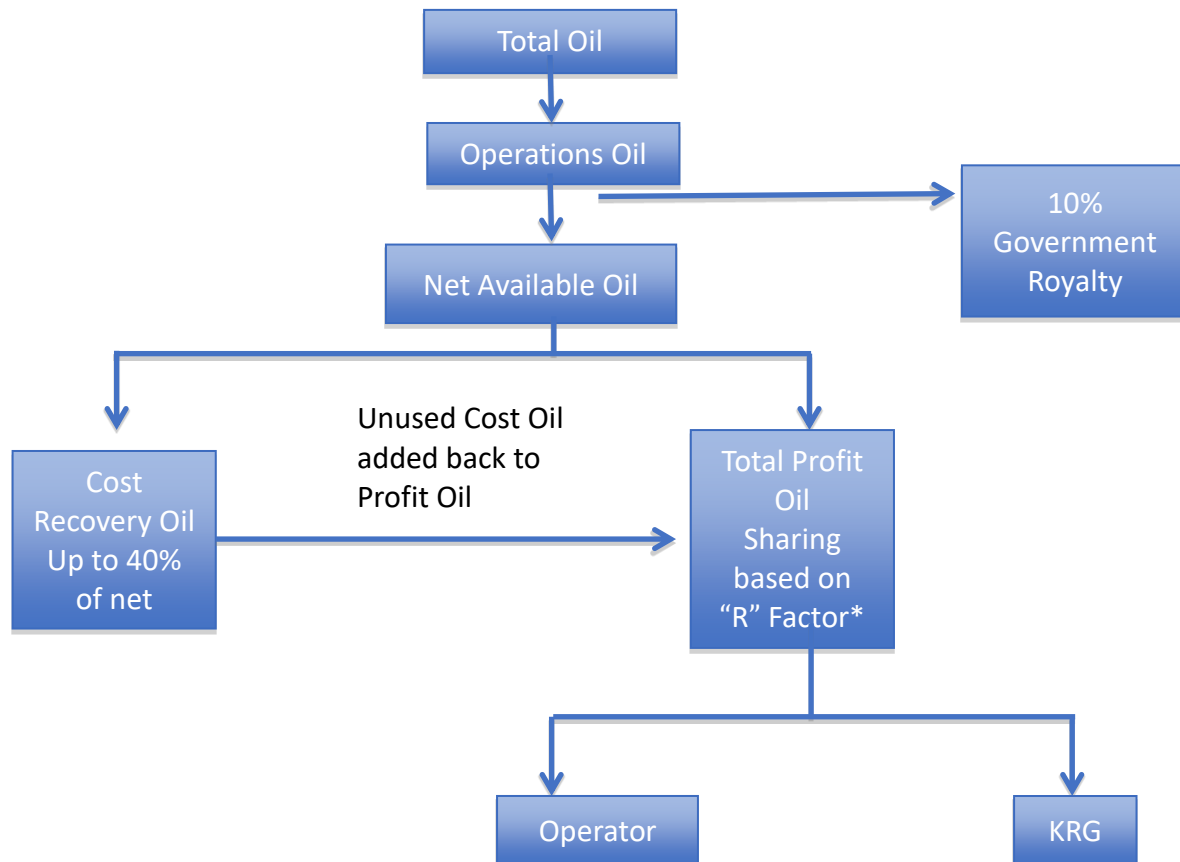 Total Oil
Operations Oil
10%
Government
Royalty
Net Available Oil
Unused Cost Oil
added back to
Profit Oil
Cost
Recovery Oil
Up to 40%
of net
Total Profit
Oil
Sharing
based on
“R” Factor*
Operator
KRG